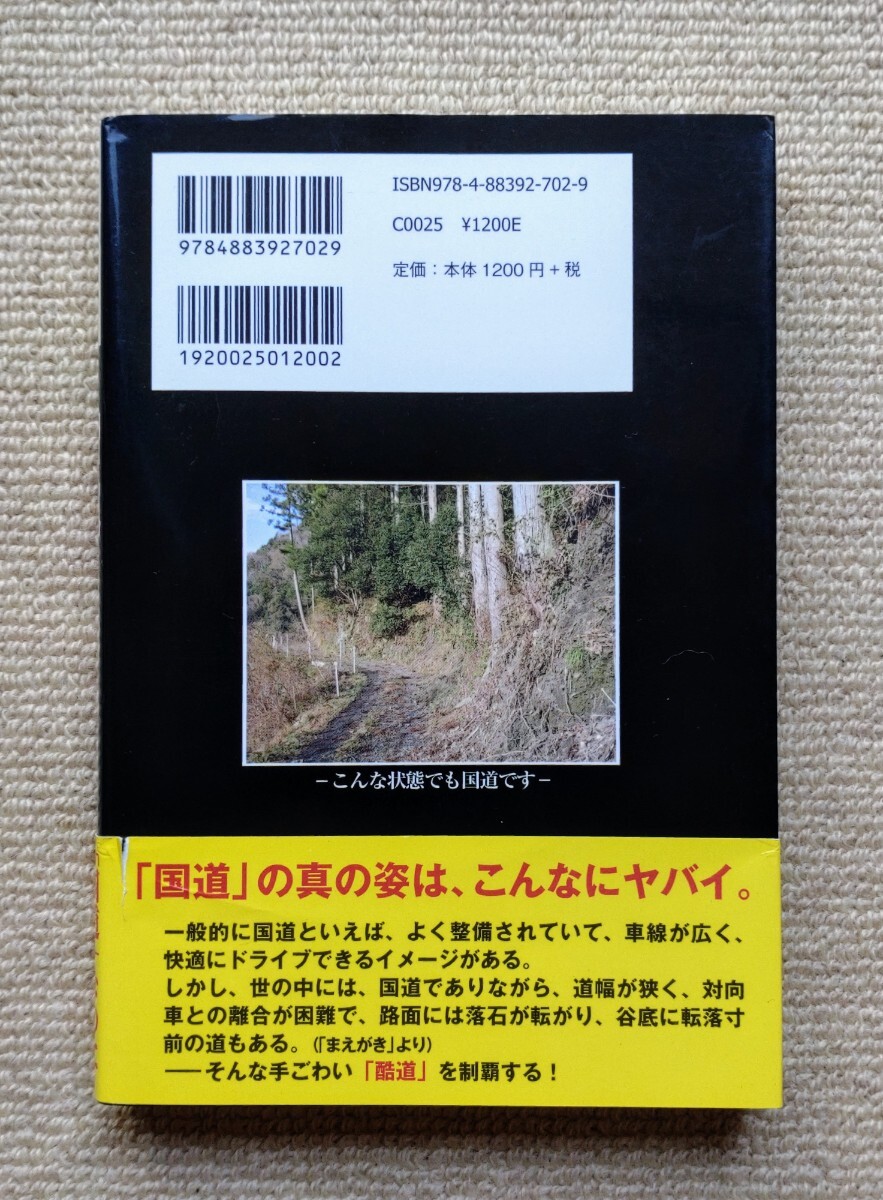 ISBN978-4-88392-702-9
9784883927029
C0025 ¥1200E
定価：本体1200円+税
1920025012002
－こんな状態でも国道です－
「国道」の真の姿は、こんなにヤバイ。
一般的に国道といえば、よく整備されていて、車線が広く、
快適にドライブできるイメージがある。
しかし、世の中には、国道でありながら、道幅が狭く、対向
車との離合が困難で、路面には落石が転がり、谷底に転落寸
前の道もある。（「まえがき」より）
――そんな手ごわい「酷道」を制覇する！